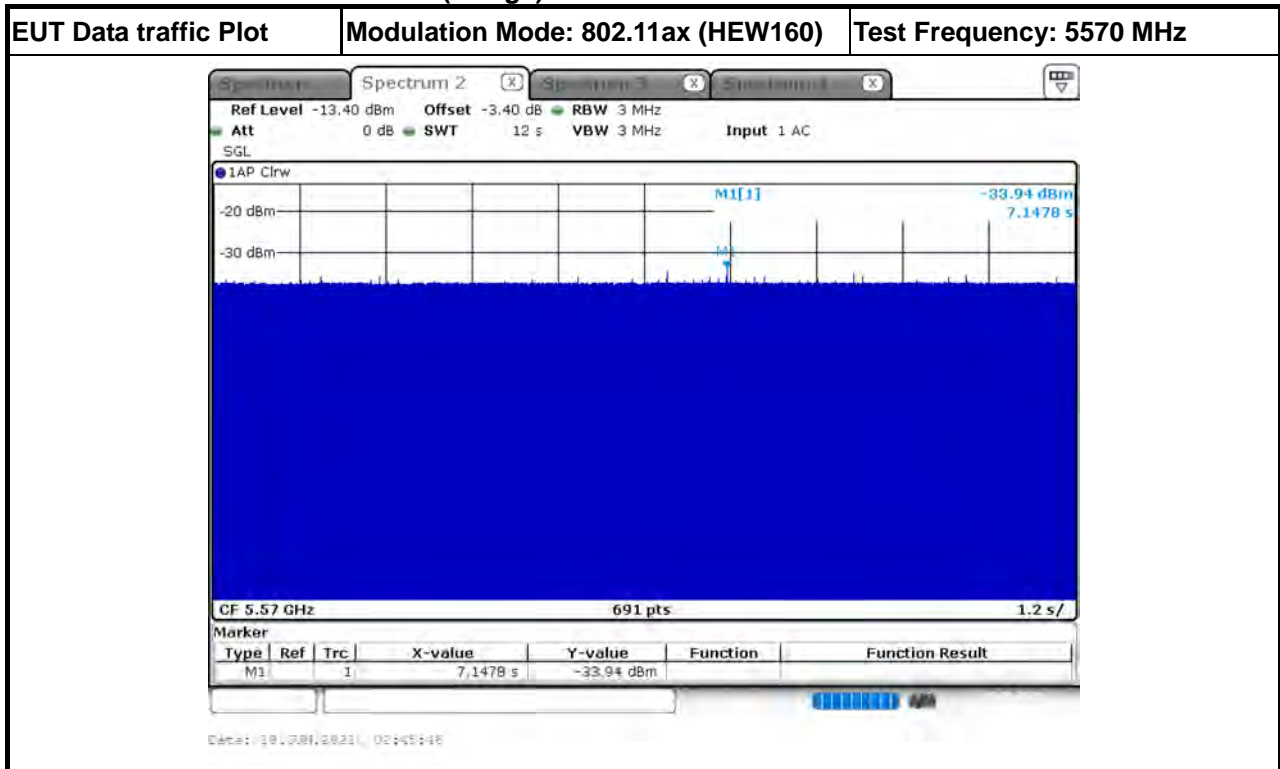 EUT Data traffic Plot
Modulation Mode: 802.11ax (HEW160)
Test Frequency: 5570 MHz
Spectrum 2
Ref Level -13.40 dBm Offset -3.40 dB RBW 3 MHz
Att 0 dB SWT 12 s VBW 3 MHz Input 1 AC
SGL
1AP Clrw
M1[1] -33.94 dBm
7.1478 s
-20 dBm
-30 dBm
M1
CF 5.57 GHz 691 pts 1.2 s/
Marker
Type Ref Trc X-value Y-value Function Function Result
M1 1 7.1478 s -33.94 dBm